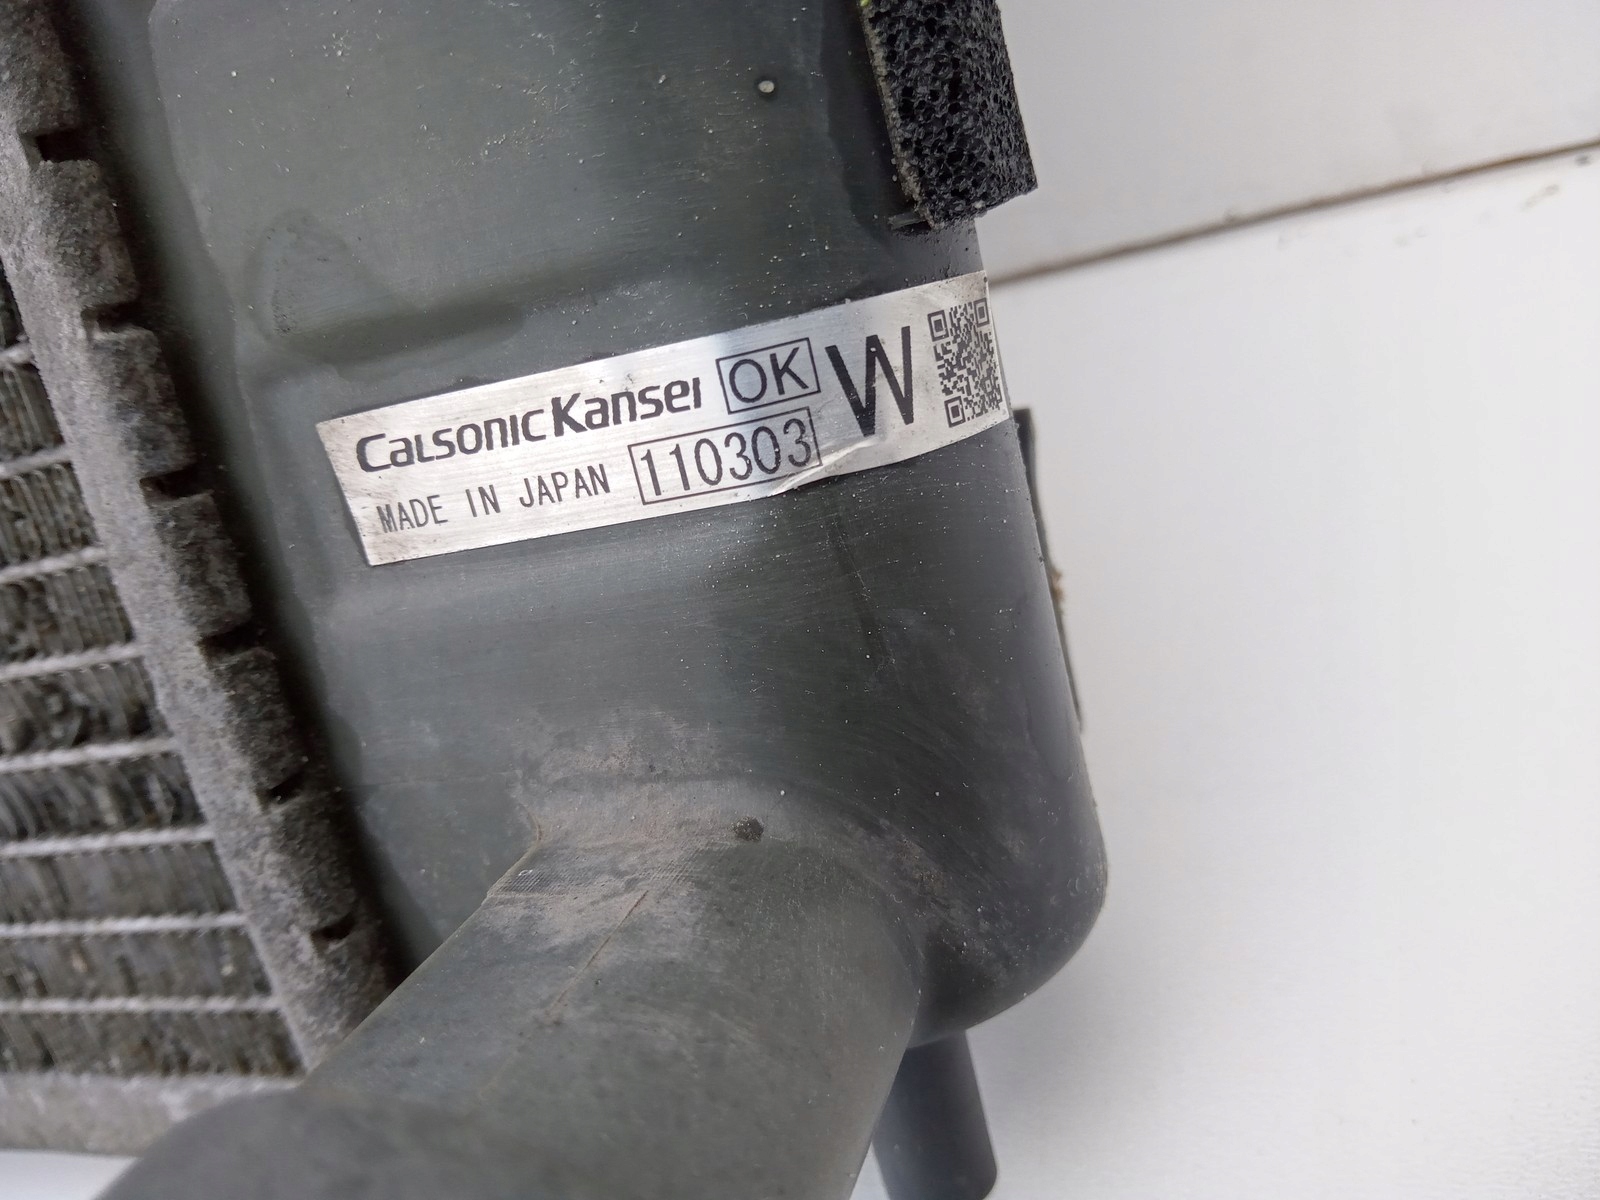 CalsonicKansei OK W
MADE IN JAPAN 110303